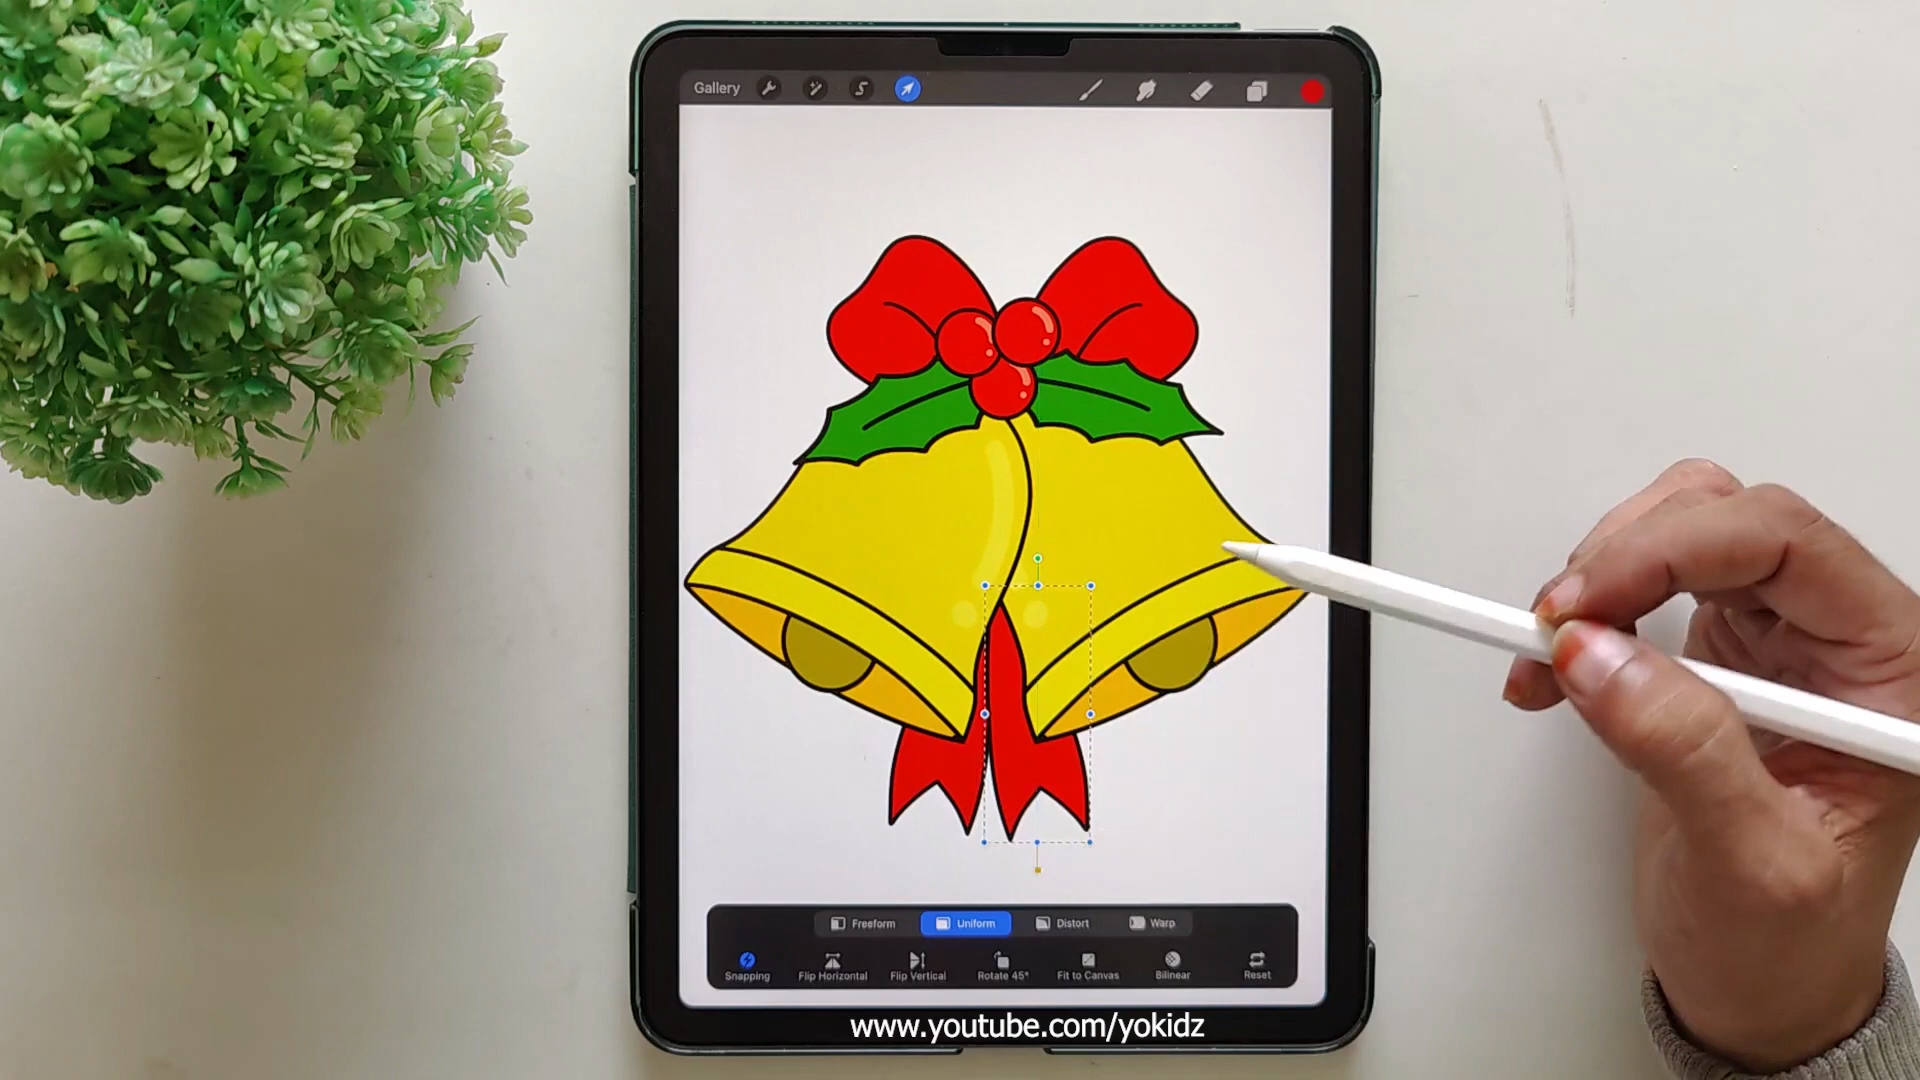 Gallery
Freeform Uniform Distort Warp
Snapping Flip Horizontal Flip Vertical Rotate 45° Fit to Canvas Bilinear Reset
www.youtube.com/yokidz